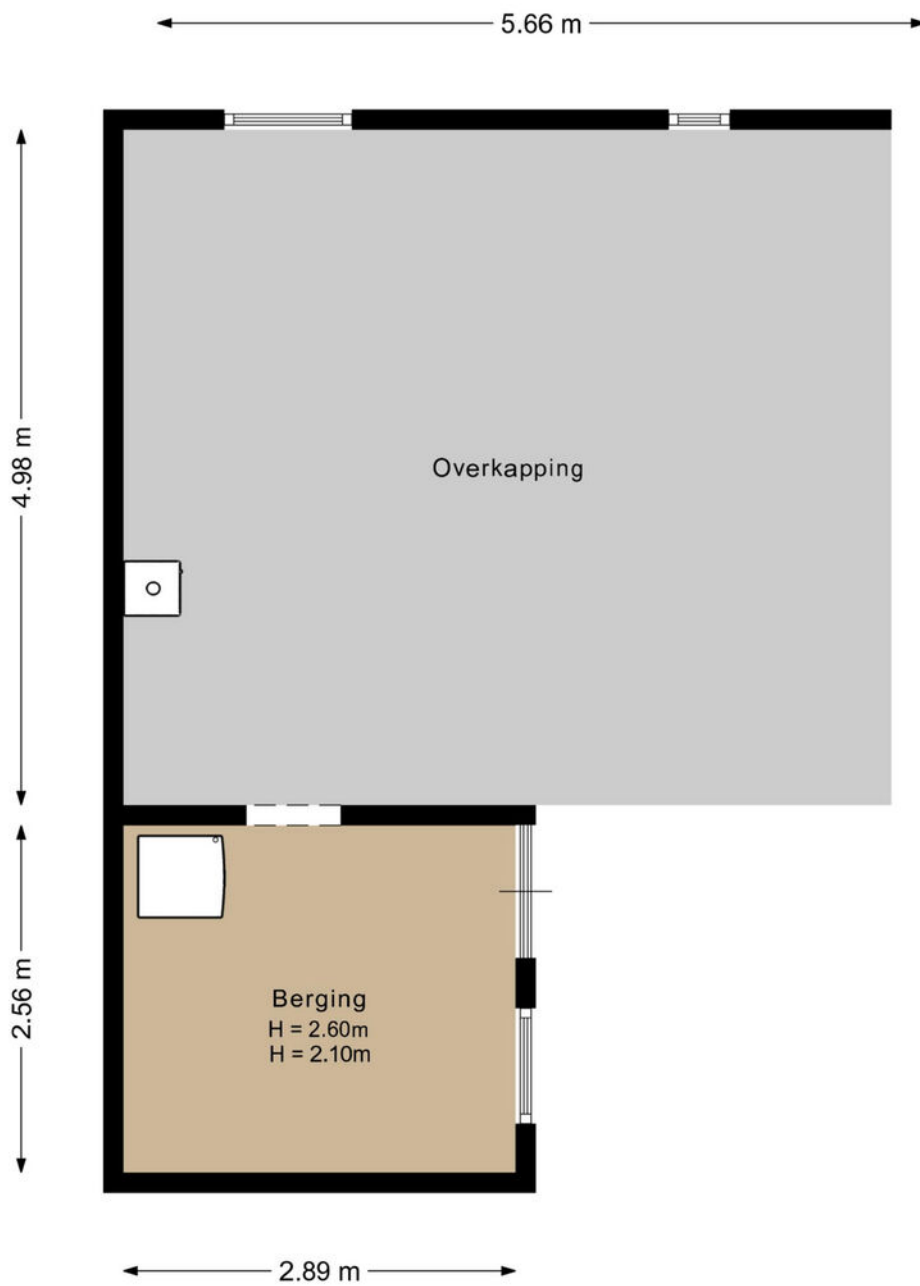 5.66 m
4.98 m
Overkapping
2.56 m
Berging
H = 2.60m
H = 2.10m
2.89 m